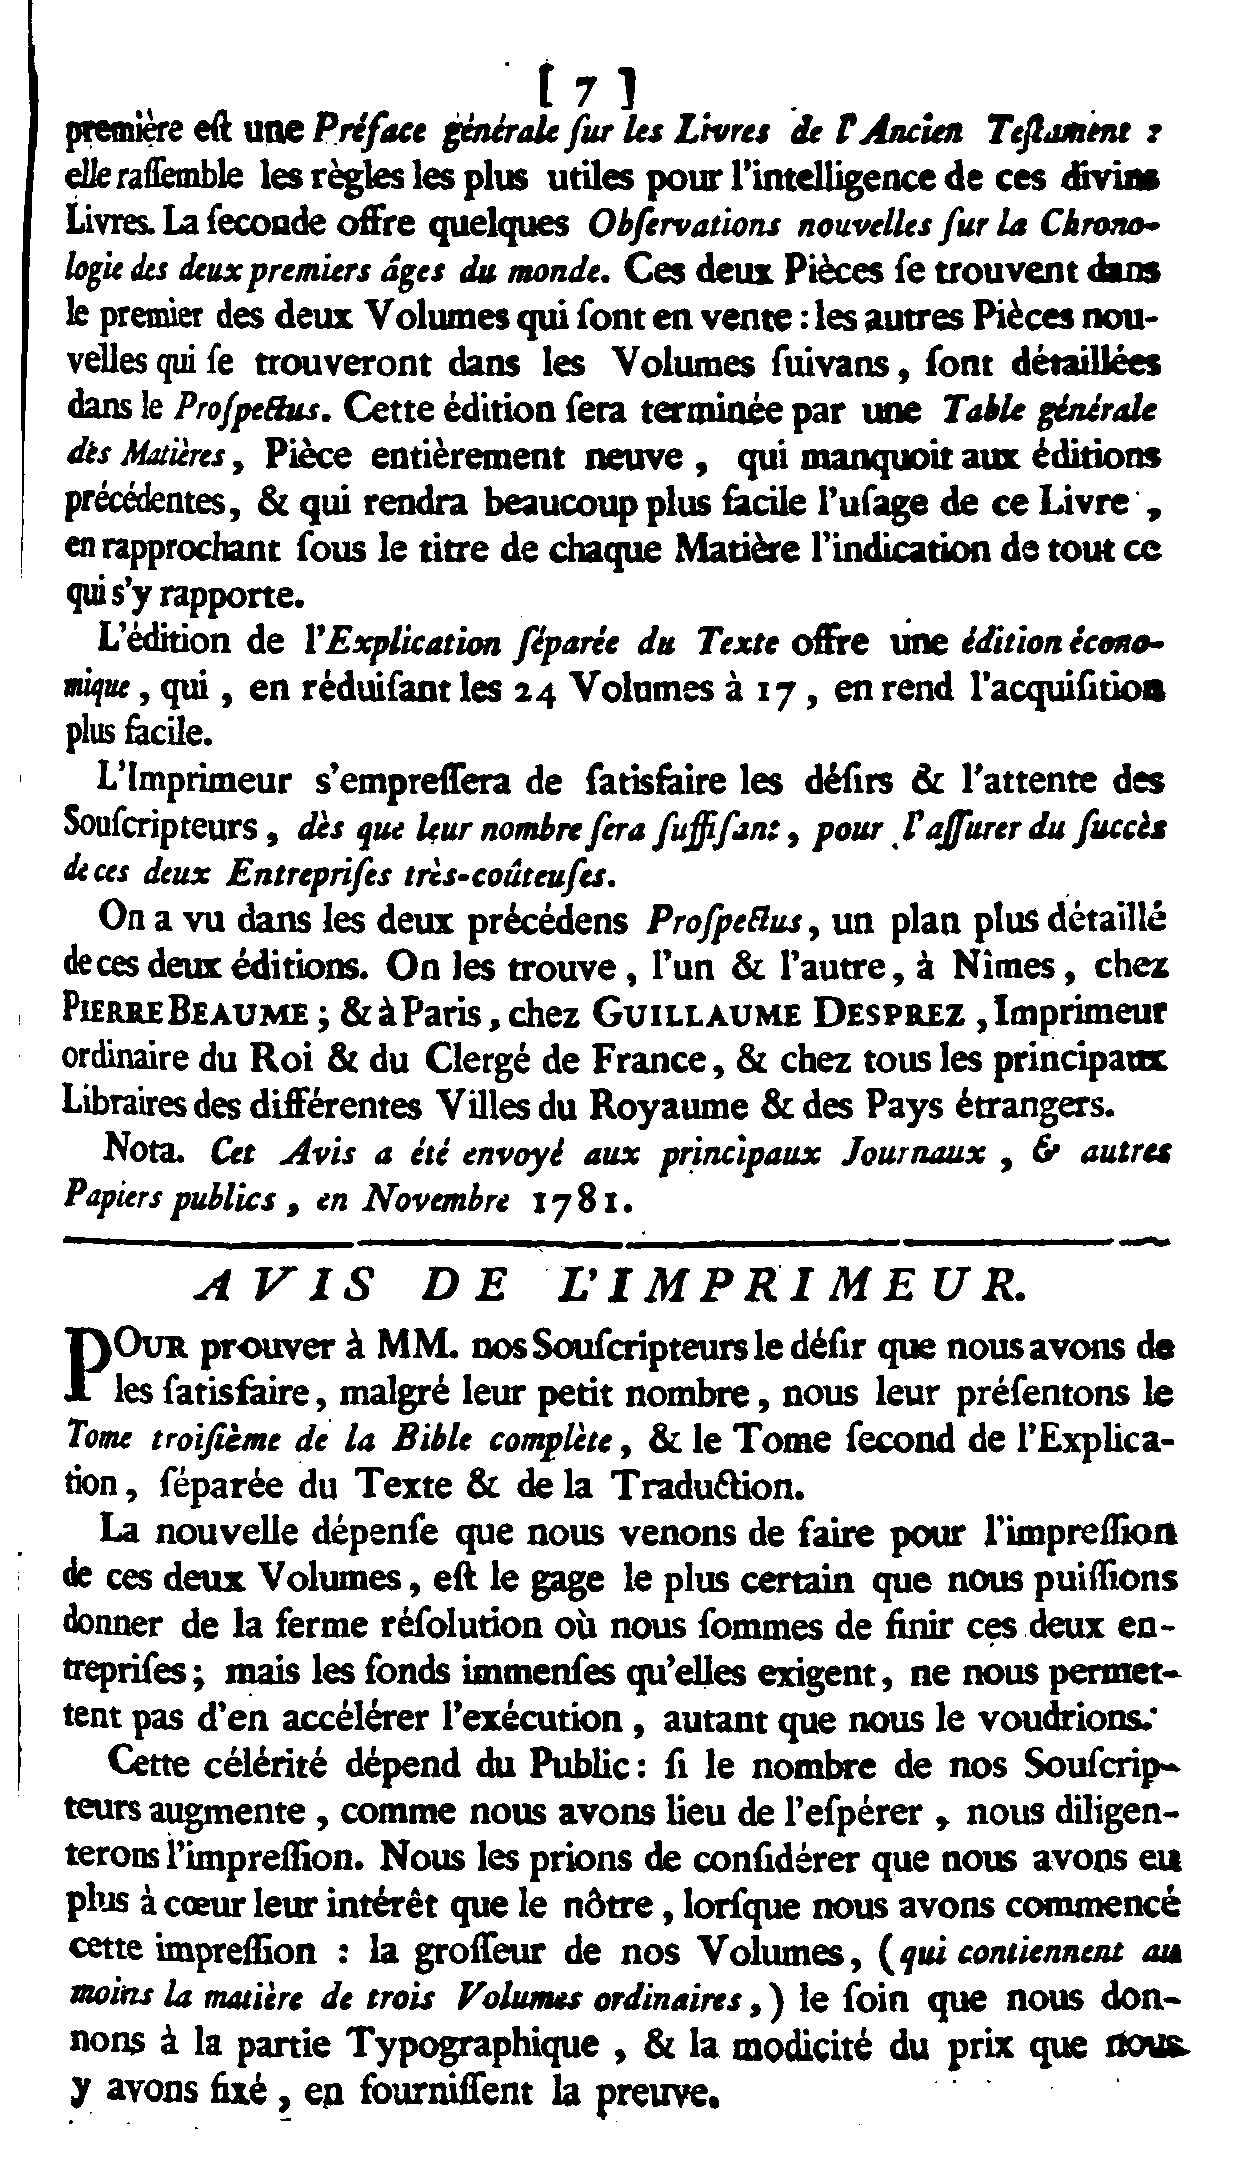 [ 7 ]
première eſt une Préface générale ſur les Livres de l'Ancien Teſtament :
elle raſſemble les règles les plus utiles pour l'intelligence de ces divins
Livres. La ſeconde offre quelques Obſervations nouvelles ſur la Chrono-
logie des deux premiers âges du monde. Ces deux Pièces ſe trouvent dans
le premier des deux Volumes qui ſont en vente : les autres Pièces nou-
velles qui ſe trouveront dans les Volumes ſuivans, ſont détaillées
dans le Proſpectus. Cette édition ſera terminée par une Table générale
des Matières, Pièce entièrement neuve, qui manquoit aux éditions
précédentes, & qui rendra beaucoup plus facile l'uſage de ce Livre,
en rapprochant ſous le titre de chaque Matière l'indication de tout ce
qui s'y rapporte.
L'édition de l'Explication ſéparée du Texte offre une édition écono-
mique, qui, en réduiſant les 24 Volumes à 17, en rend l'acquiſition
plus facile.
L'Imprimeur s'empreſſera de ſatisfaire les déſirs & l'attente des
Souſcripteurs, dès que leur nombre ſera ſuffiſant, pour l'aſſurer du ſuccès
de ces deux Entrepriſes très-coûteuſes.
On a vu dans les deux précédens Proſpectus, un plan plus détaillé
de ces deux éditions. On les trouve, l'un & l'autre, à Nîmes, chez
PIERRE BEAUME ; & à Paris, chez GUILLAUME DESPREZ, Imprimeur
ordinaire du Roi & du Clergé de France, & chez tous les principaux
Libraires des différentes Villes du Royaume & des Pays étrangers.
Nota. Cet Avis a été envoyé aux principaux Journaux, & autres
Papiers publics, en Novembre 1781.
AVIS DE L'IMPRIMEUR.
POUR prouver à MM. nos Souſcripteurs le déſir que nous avons de
les ſatisfaire, malgré leur petit nombre, nous leur préſentons le
Tome troiſième de la Bible complète, & le Tome ſecond de l'Explica-
tion, ſéparée du Texte & de la Traduction.
La nouvelle dépenſe que nous venons de faire pour l'impreſſion
de ces deux Volumes, eſt le gage le plus certain que nous puiſſions
donner de la ferme réſolution où nous ſommes de finir ces deux en-
trepriſes ; mais les fonds immenſes qu'elles exigent, ne nous permet-
tent pas d'en accélérer l'exécution, autant que nous le voudrions.
Cette célérité dépend du Public : ſi le nombre de nos Souſcrip-
teurs augmente, comme nous avons lieu de l'eſpérer, nous diligen-
terons l'impreſſion. Nous les prions de conſidérer que nous avons eu
plus à cœur leur intérêt que le nôtre, lorſque nous avons commencé
cette impreſſion : la groſſeur de nos Volumes, (qui contiennent au
moins la matière de trois Volumes ordinaires,) le ſoin que nous don-
nons à la partie Typographique, & la modicité du prix que nous
y avons fixé, en fourniſſent la preuve.